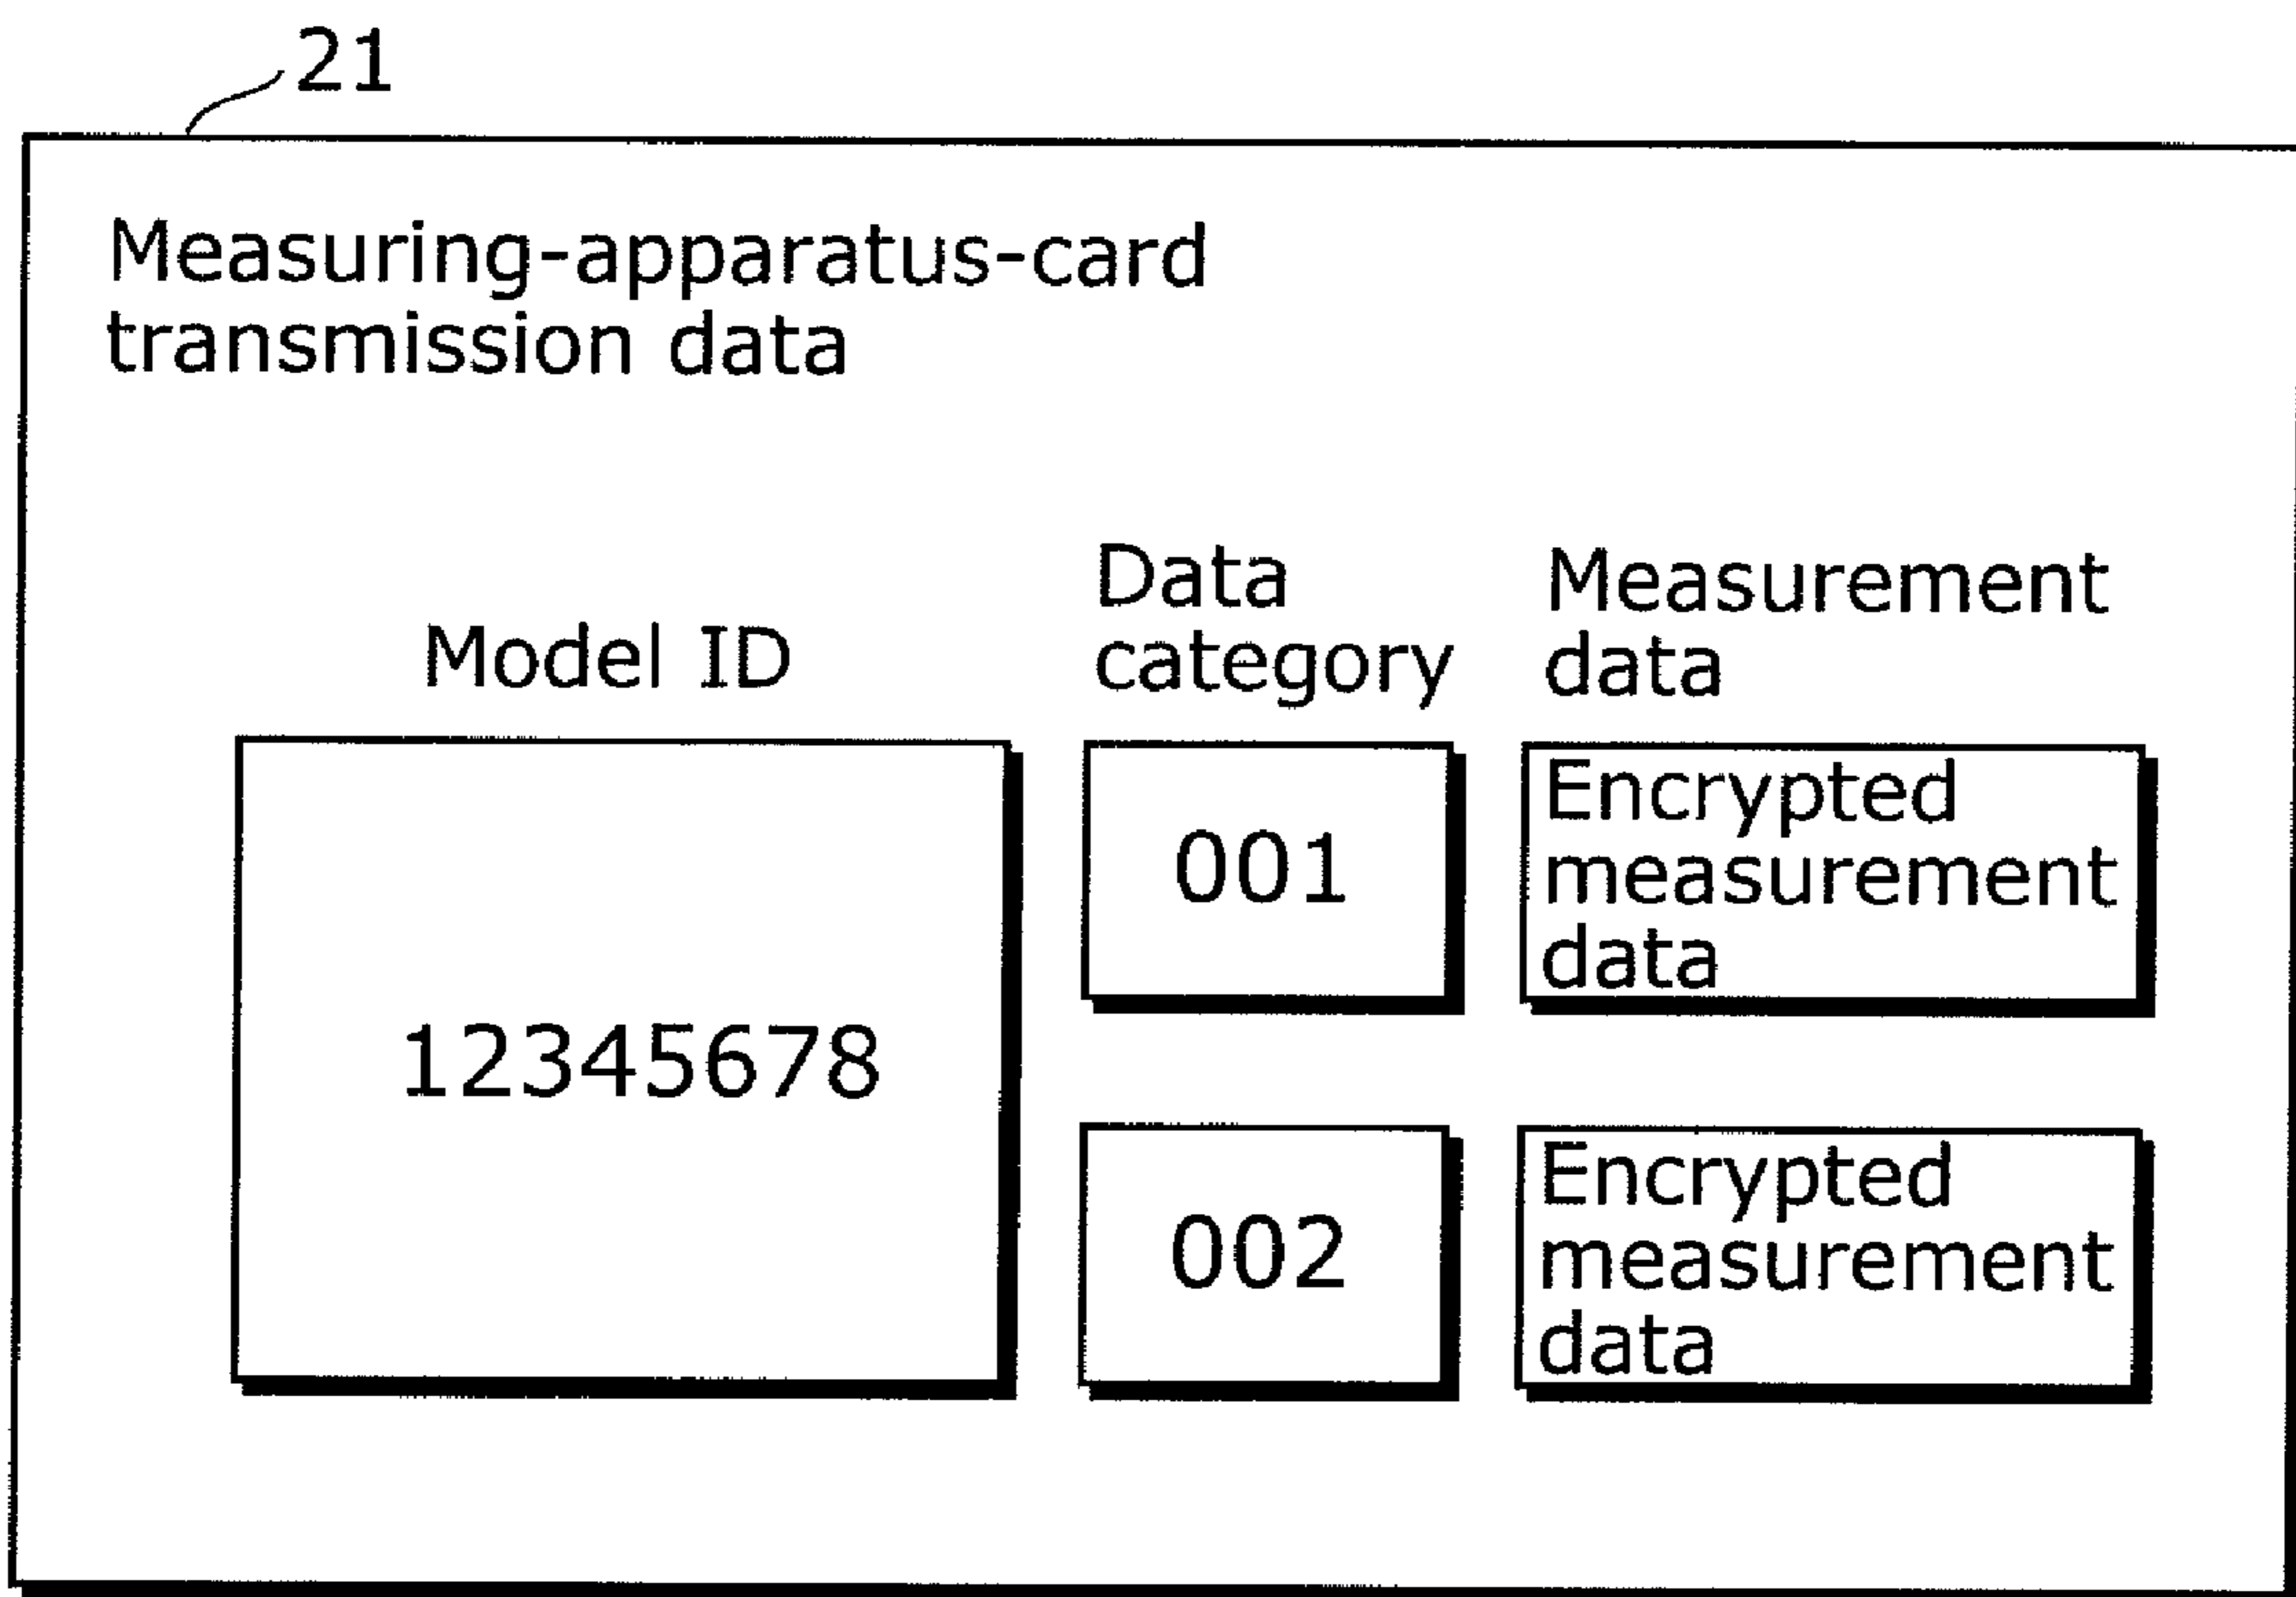 21
Measuring-apparatus-card
transmission data
Model ID
Data
category
Measurement
data
12345678
001
Encrypted
measurement
data
002
Encrypted
measurement
data